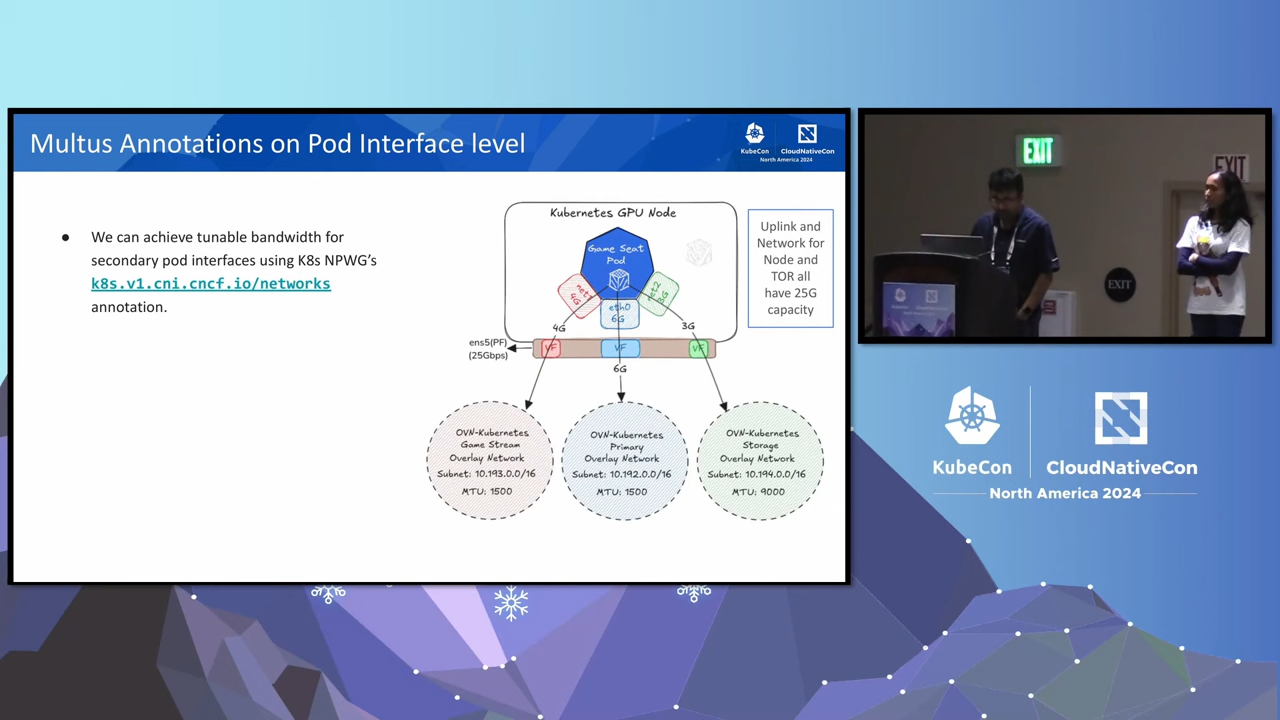 Multus Annotations on Pod Interface level
KubeCon
CloudNativeCon
North America 2024
● We can achieve tunable bandwidth for
secondary pod interfaces using K8s NPWG’s
k8s.v1.cni.cncf.io/networks
annotation.
Kubernetes GPU Node
Game Seat
Pod
net1
4G
eth0
6G
net2
3G
4G
3G
ens5(PF)
(25Gbps)
VF
VF
VF
6G
Uplink and
Network for
Node and
TOR all
have 25G
capacity
OVN-Kubernetes
Game Stream
Overlay Network
Subnet: 10.193.0.0/16
MTU: 1500
OVN-Kubernetes
Primary
Overlay Network
Subnet: 10.192.0.0/16
MTU: 1500
OVN-Kubernetes
Storage
Overlay Network
Subnet: 10.194.0.0/16
MTU: 9000
EXIT
EXIT
EXIT
KubeCon
CloudNativeCon
North America 2024